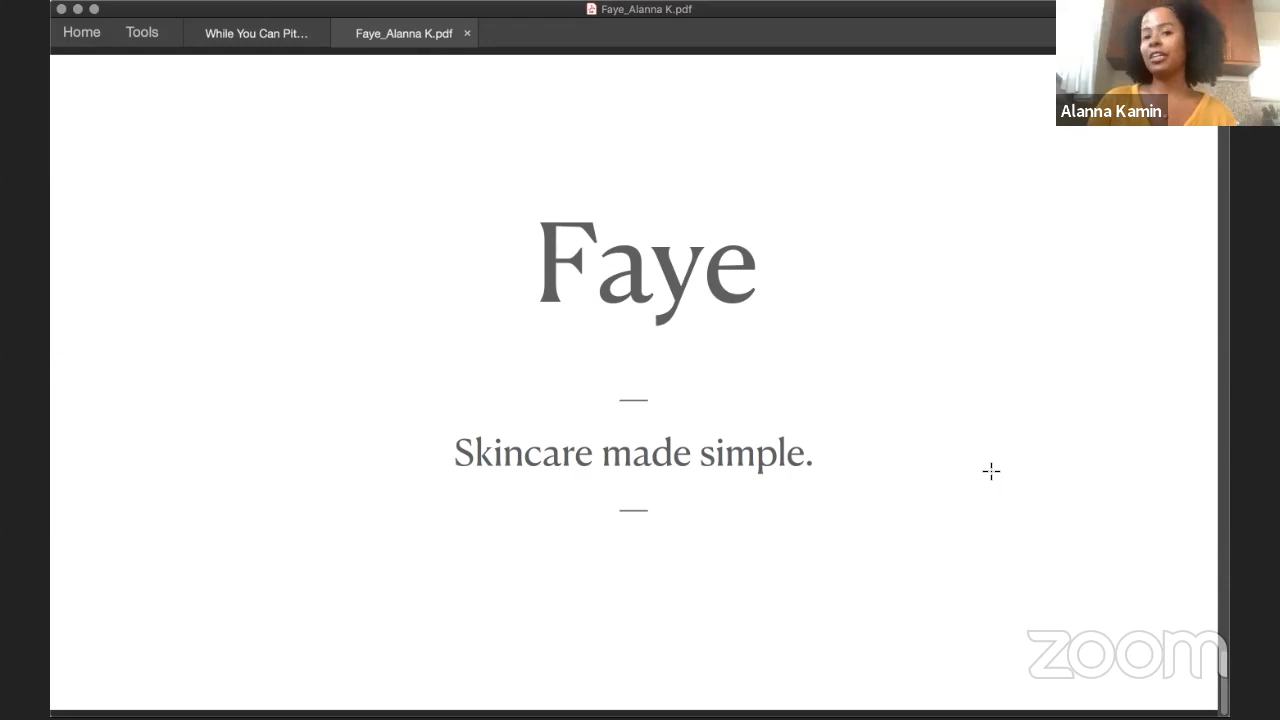 Faye_Alanna K.pdf
Home Tools While You Can Pit... Faye_Alanna K.pdf ×
Alanna Kamin
Faye
Skincare made simple.
zoom